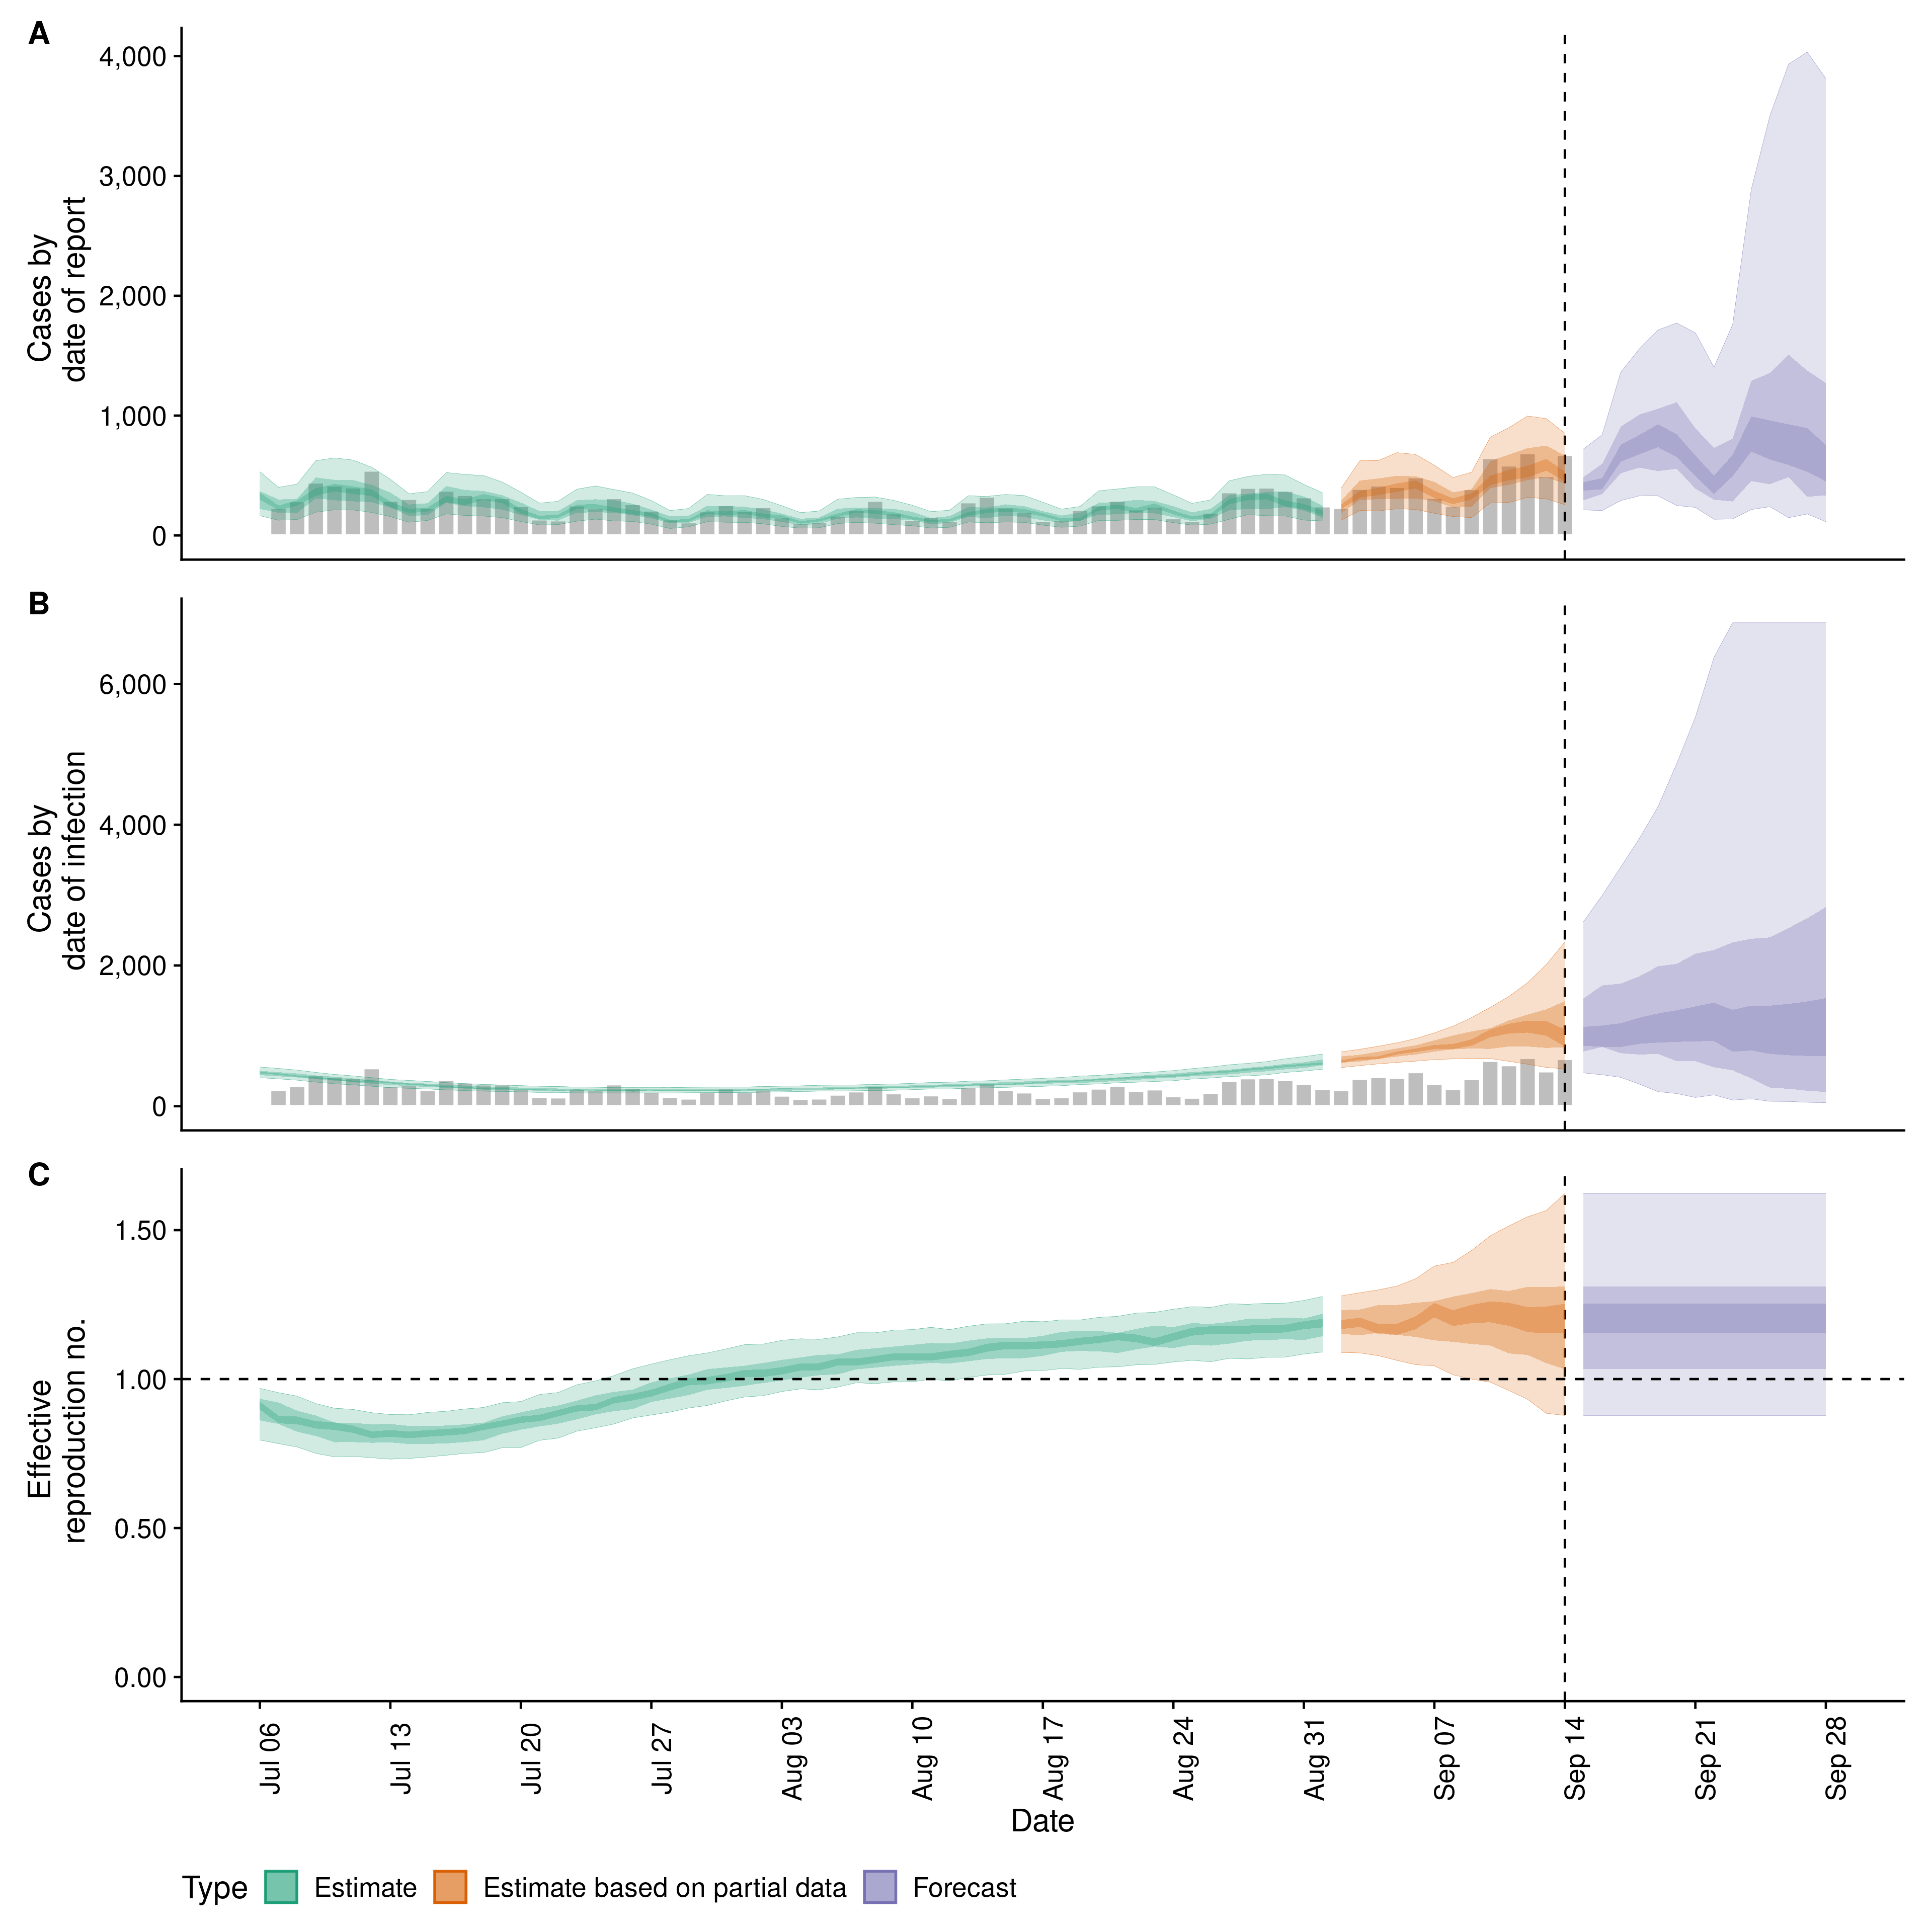 A
Cases by
date of report
4,000
3,000
2,000
1,000
0
B
Cases by
date of infection
6,000
4,000
2,000
0
C
Effective
reproduction no.
1.50
1.00
0.50
0.00
Jul 06
Jul 13
Jul 20
Jul 27
Aug 03
Aug 10
Aug 17
Aug 24
Aug 31
Sep 07
Sep 14
Sep 21
Sep 28
Date
Type Estimate Estimate based on partial data Forecast